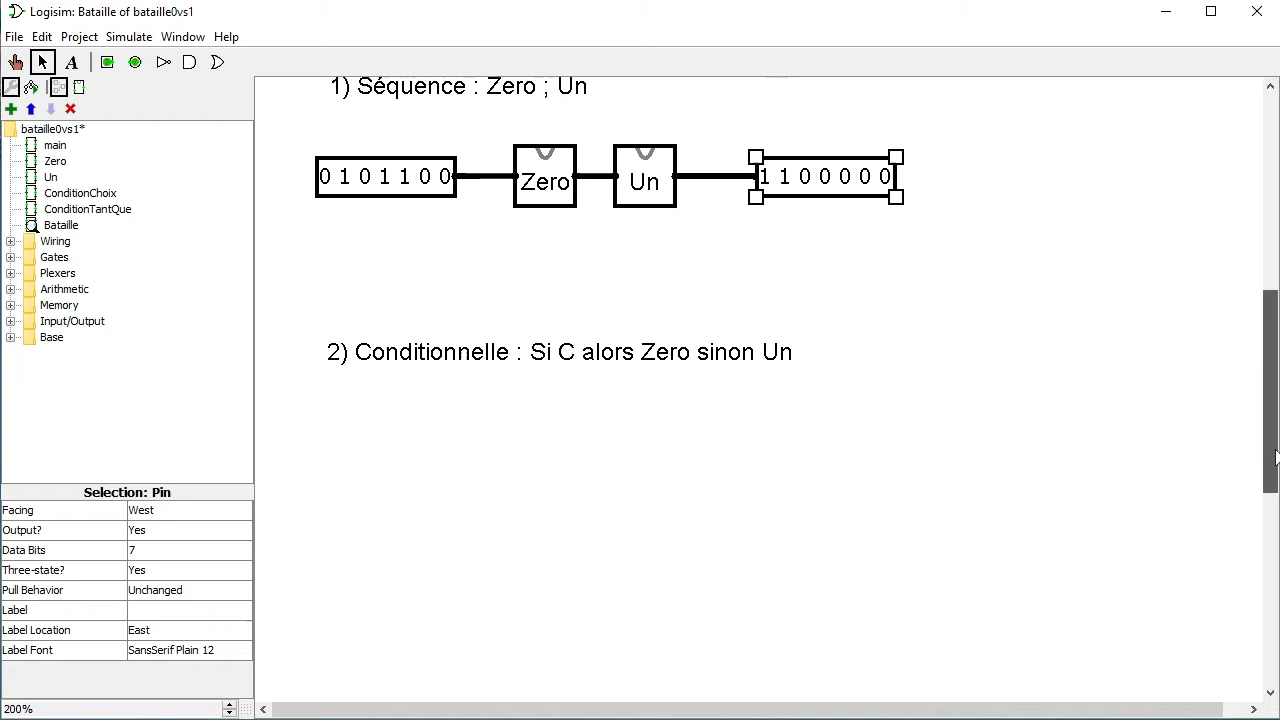 Logisim: Bataille of bataille0vs1
File Edit Project Simulate Window Help
A
bataille0vs1*
main
Zero
Un
ConditionChoix
ConditionTantQue
Bataille
Wiring
Gates
Plexers
Arithmetic
Memory
Input/Output
Base
Selection: Pin
Facing West
Output? Yes
Data Bits 7
Three-state? Yes
Pull Behavior Unchanged
Label
Label Location East
Label Font SansSerif Plain 12
200%
1) Séquence : Zero ; Un
0 1 0 1 1 0 0 Zero Un 1 1 0 0 0 0 0
2) Conditionnelle : Si C alors Zero sinon Un